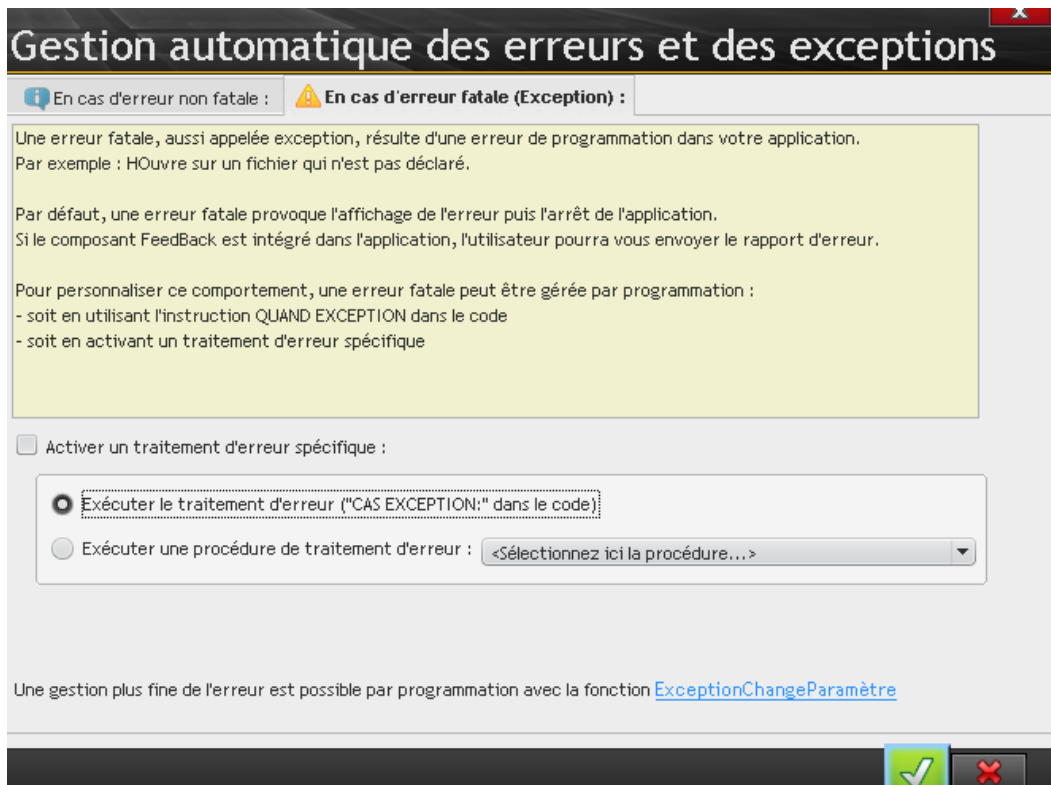 Gestion automatique des erreurs et des exceptions
En cas d'erreur non fatale :
En cas d'erreur fatale (Exception) :
Une erreur fatale, aussi appelée exception, résulte d'une erreur de programmation dans votre application.
Par exemple : HOuvre sur un fichier qui n'est pas déclaré.
Par défaut, une erreur fatale provoque l'affichage de l'erreur puis l'arrêt de l'application.
Si le composant FeedBack est intégré dans l'application, l'utilisateur pourra vous envoyer le rapport d'erreur.
Pour personnaliser ce comportement, une erreur fatale peut être gérée par programmation :
- soit en utilisant l'instruction QUAND EXCEPTION dans le code
- soit en activant un traitement d'erreur spécifique
Activer un traitement d'erreur spécifique :
Exécuter le traitement d'erreur ("CAS EXCEPTION:" dans le code)
Exécuter une procédure de traitement d'erreur : <Sélectionnez ici la procédure...>
Une gestion plus fine de l'erreur est possible par programmation avec la fonction ExceptionChangeParamètre